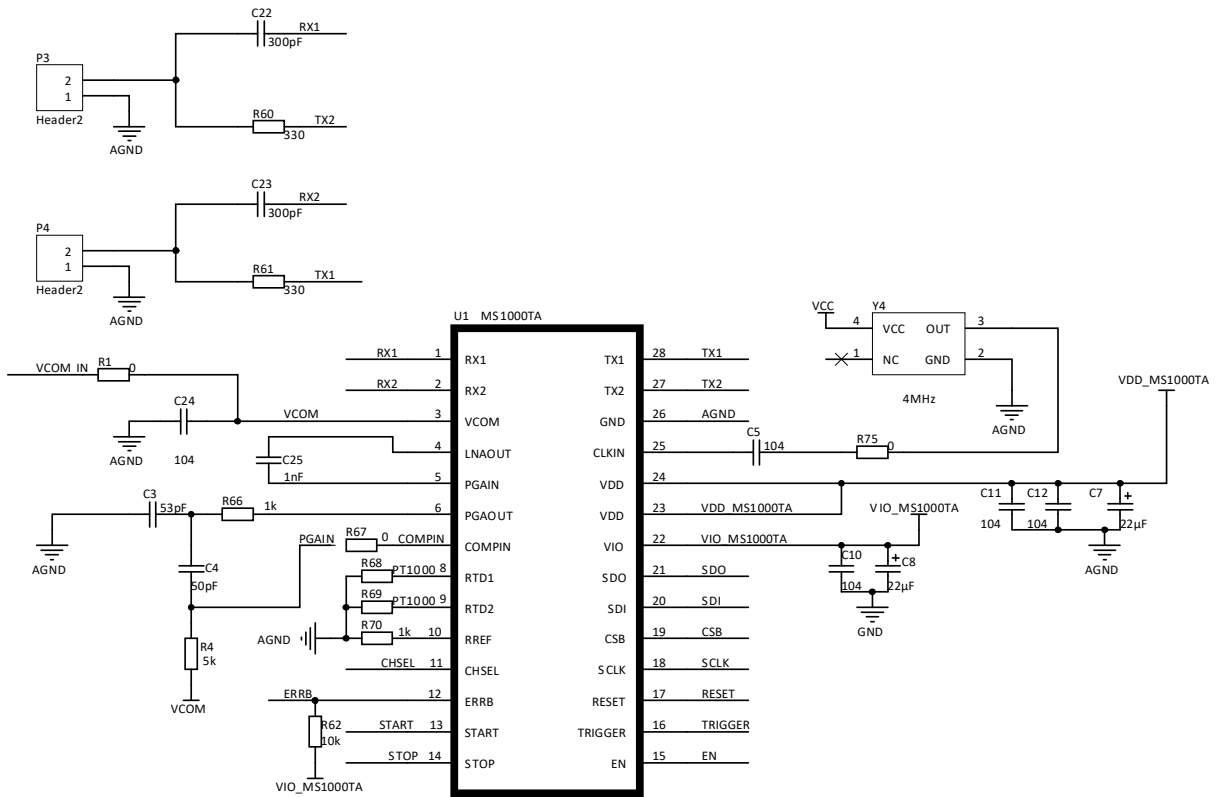 C22
RX1
300pF
P3
2
1
Header2
AGND
R60
TX2
330
C23
RX2
300pF
P4
2
1
Header2
AGND
R61
TX1
330
U1 MS1000TA
VCC
Y4
4 VCC OUT 3
1 NC GND 2
4MHz
AGND
VDD_MS1000TA
VCOM IN R1 0
C24
104
AGND
VCOM
C25
1nF
C3
53pF
R66
1k
AGND
C4
50pF
R4
5k
VCOM
PGAIN R67 0 COMPIN
R68 PT1000
R69 PT1000
R70 1k
AGND
CHSEL
ERRB
R62
10k
VIO_MS1000TA
START
STOP
RX1 1 RX1
RX2 2 RX2
3 VCOM
4 LNAOUT
5 PGAIN
6 PGAOUT
7 COMPIN
8 RTD1
9 RTD2
10 RREF
11 CHSEL
12 ERRB
13 START
14 STOP
TX1 28 TX1
TX2 27 TX2
GND 26 AGND
CLKIN 25
C5
104
R75
0
VDD 24
VDD 23 VDD_MS1000TA
VIO 22 VIO_MS1000TA
SDO 21 SDO
SDI 20 SDI
CSB 19 CSB
SCLK 18 SCLK
RESET 17 RESET
TRIGGER 16 TRIGGER
EN 15 EN
VIO_MS1000TA
C10
104
C8
+
22μF
GND
C11
104
C12
104
C7
+
22μF
AGND